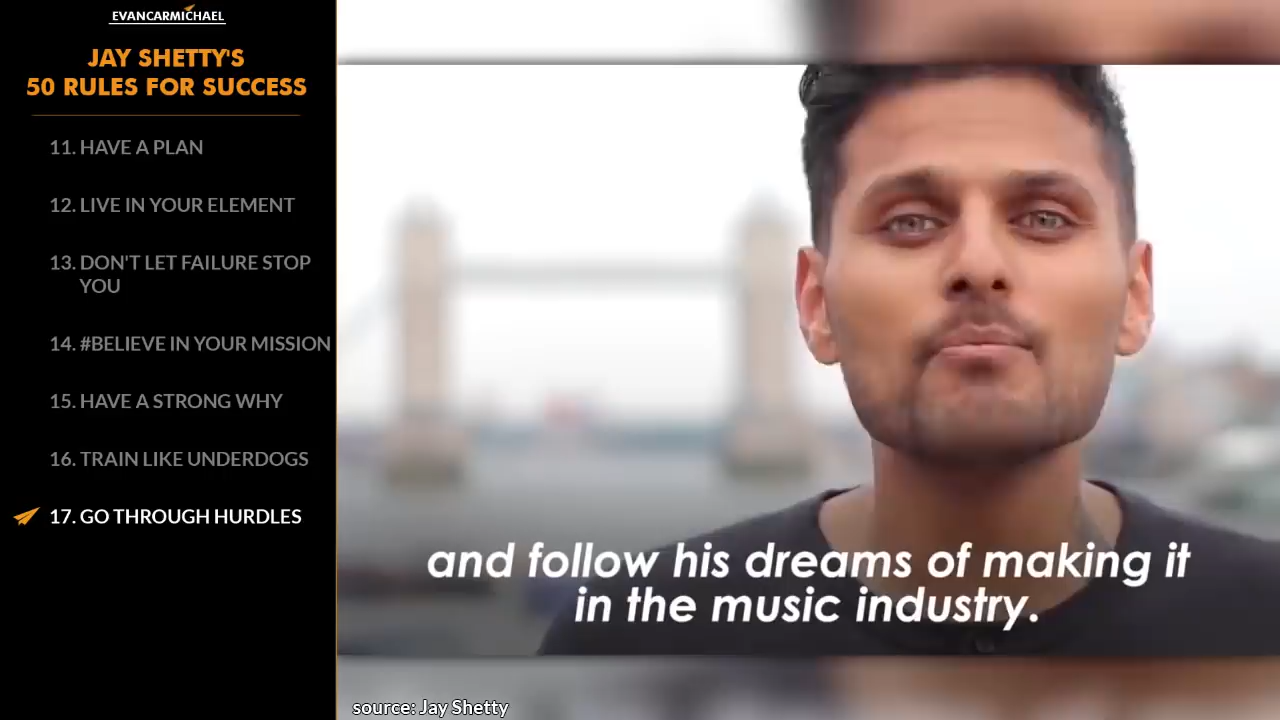 EVANCARMICHAEL
JAY SHETTY'S
50 RULES FOR SUCCESS
11. HAVE A PLAN
12. LIVE IN YOUR ELEMENT
13. DON'T LET FAILURE STOP
YOU
14. #BELIEVE IN YOUR MISSION
15. HAVE A STRONG WHY
16. TRAIN LIKE UNDERDOGS
17. GO THROUGH HURDLES
and follow his dreams of making it
in the music industry.
source: Jay Shetty